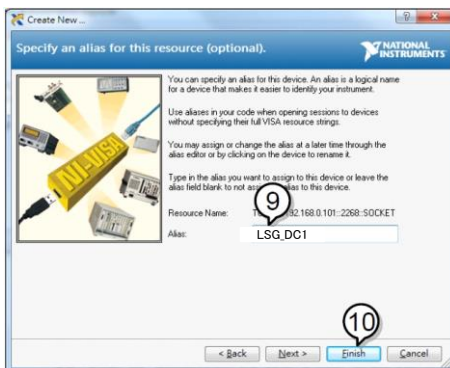 Create New ...
Specify an alias for this resource (optional).
NATIONAL
INSTRUMENTS
You can specify an alias for this device. An alias is a logical name
for a device that makes it easier to identify your instrument.
Use aliases in your code when opening sessions to devices
without specifying their full VISA resource strings.
You may assign or change the alias at a later time through the
alias editor or by clicking on the device to rename it.
Type in the alias you want to assign to this device or leave the
alias field blank to not alias to this device.
NI-VISA
9
Resource Name: 92.168.0.101::2268::SOCKET
Alias: LSG_DC1
10
< Back Next > Finish Cancel